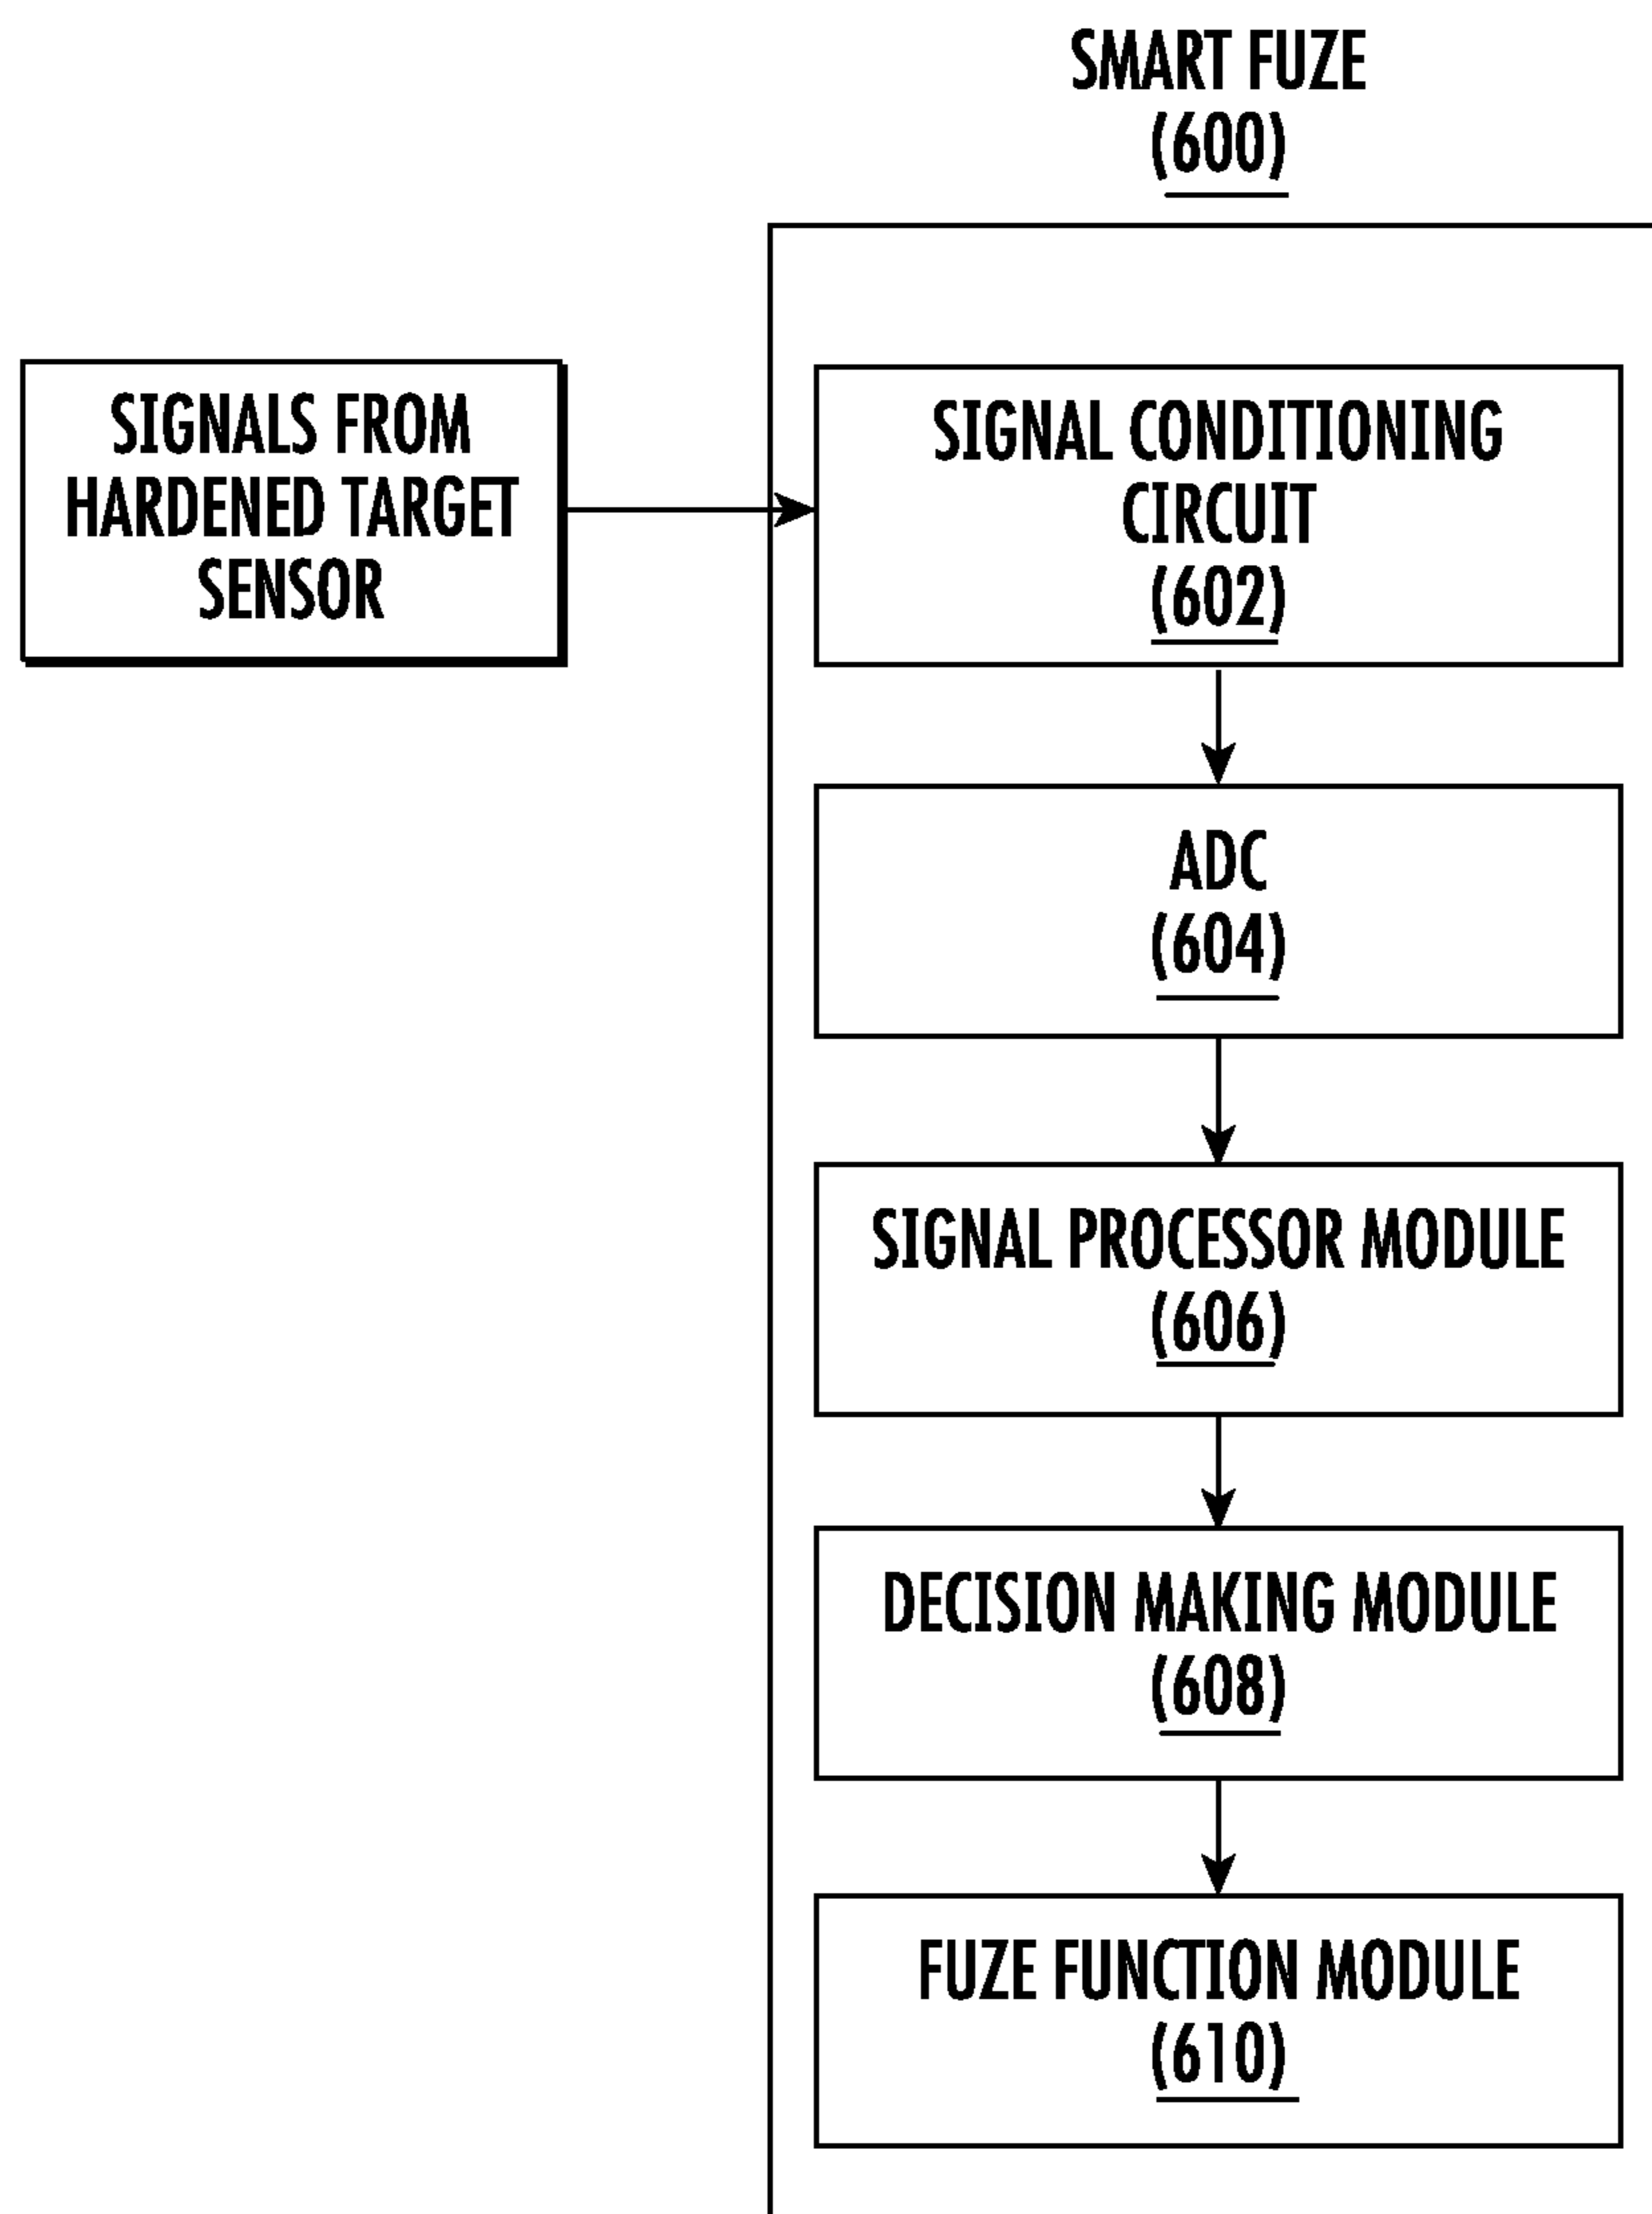 SMART FUZE
(600)
SIGNALS FROM
HARDENED TARGET
SENSOR
SIGNAL CONDITIONING
CIRCUIT
(602)
ADC
(604)
SIGNAL PROCESSOR MODULE
(606)
DECISION MAKING MODULE
(608)
FUZE FUNCTION MODULE
(610)